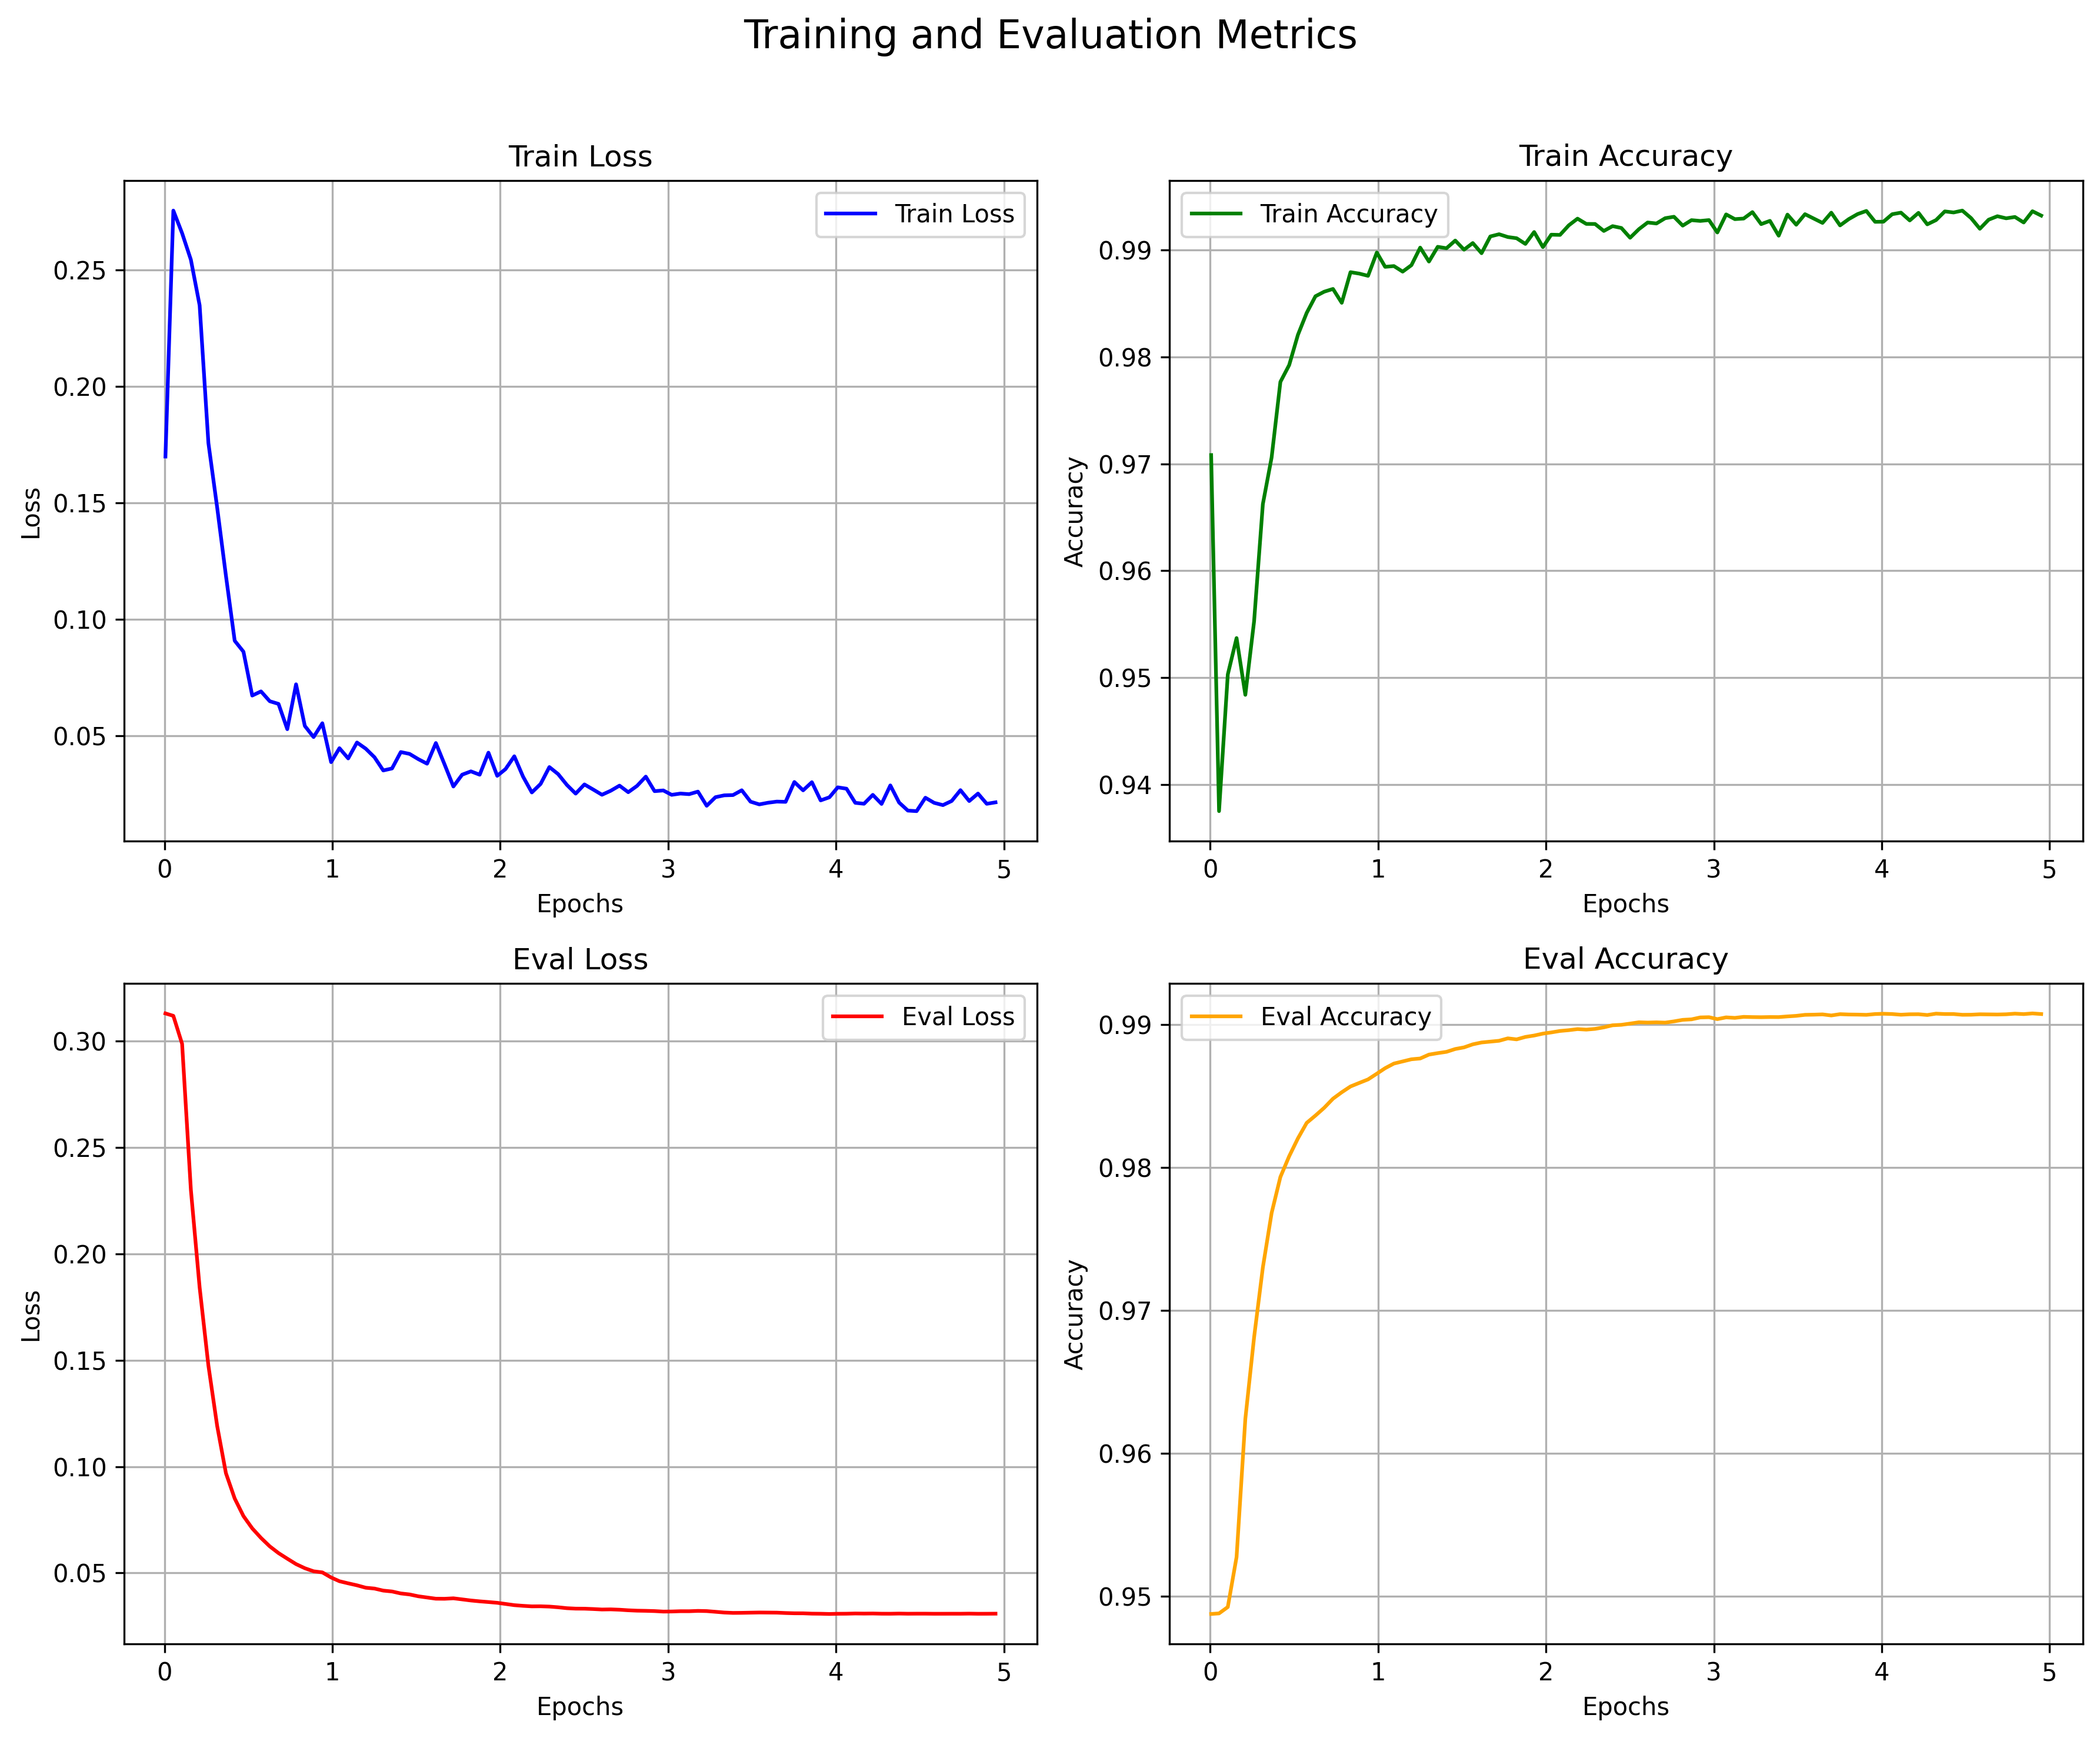 Training and Evaluation Metrics
Train Loss
Train Loss
0.25
0.20
0.15
0.10
0.05
Loss
0 1 2 3 4 5
Epochs
Train Accuracy
Train Accuracy
0.99
0.98
0.97
0.96
0.95
0.94
Accuracy
0 1 2 3 4 5
Epochs
Eval Loss
Eval Loss
0.30
0.25
0.20
0.15
0.10
0.05
Loss
0 1 2 3 4 5
Epochs
Eval Accuracy
Eval Accuracy
0.99
0.98
0.97
0.96
0.95
Accuracy
0 1 2 3 4 5
Epochs